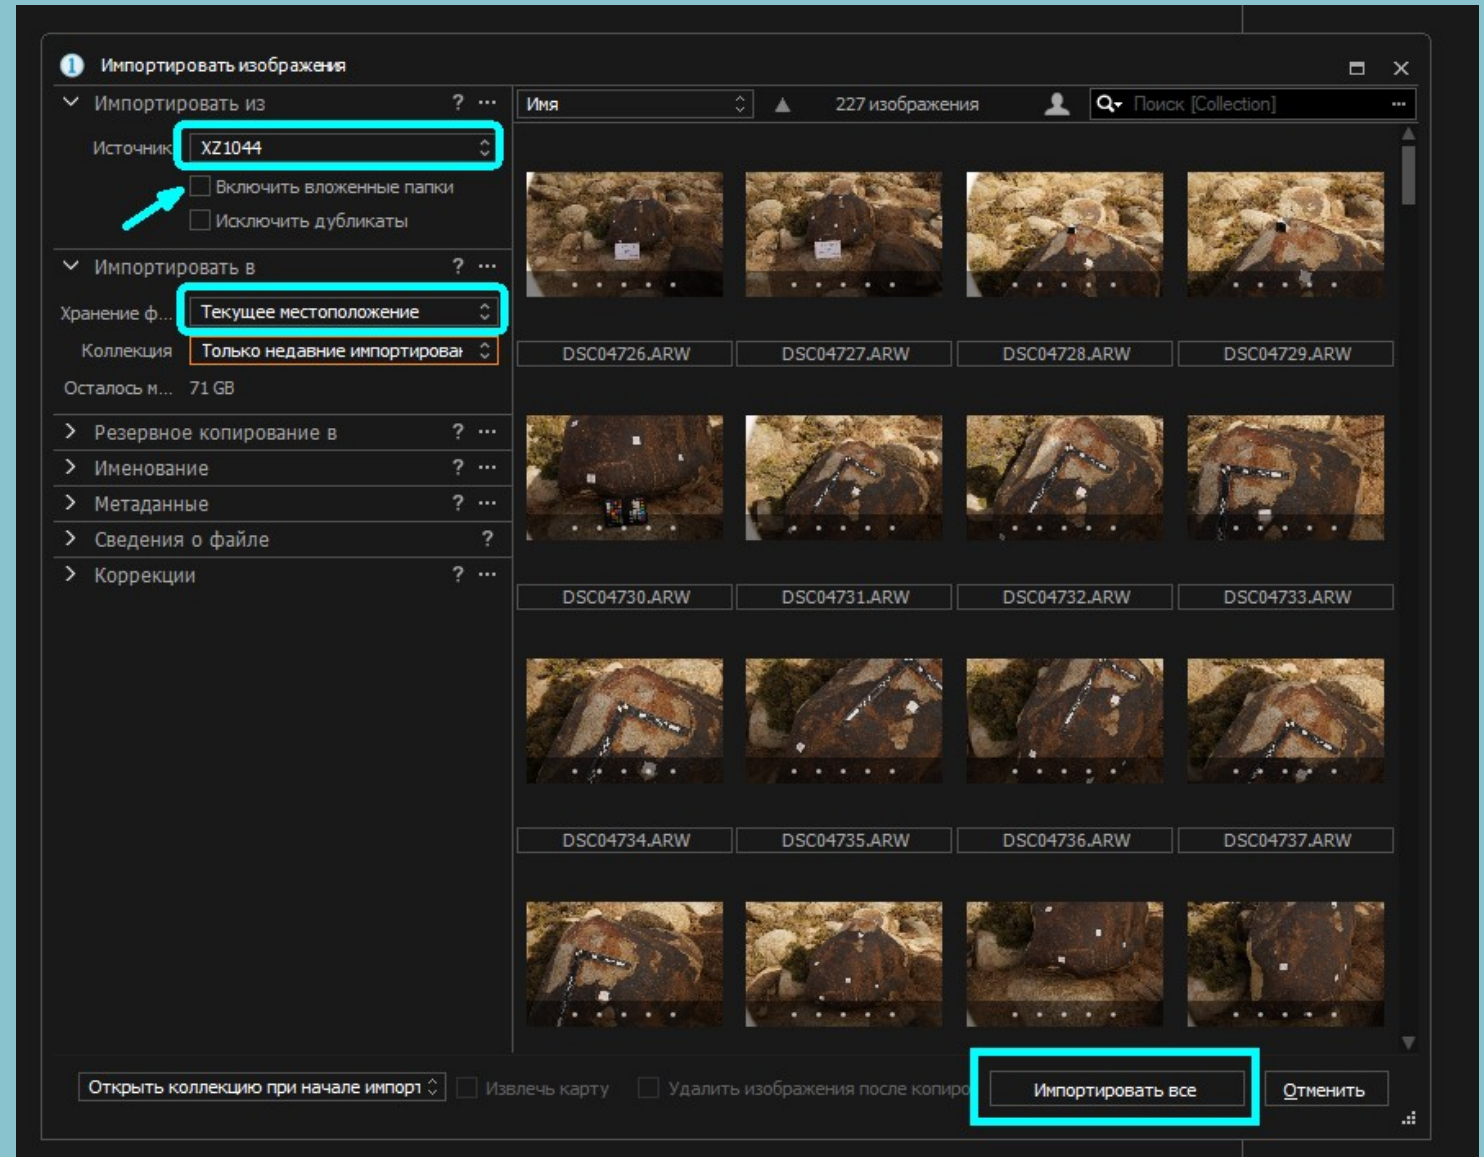 Импортировать изображения
Импортировать из ? ...
Источник XZ1044
Включить вложенные папки
Исключить дубликаты
Импортировать в ? ...
Хранение ф... Текущее местоположение
Коллекция Только недавние импортирован
Осталось м... 71 GB
Резервное копирование в ? ...
Именование ? ...
Метаданные ? ...
Сведения о файле ?
Коррекции ? ...
Имя 227 изображения Поиск [Collection] ...
DSC04726.ARW DSC04727.ARW DSC04728.ARW DSC04729.ARW
DSC04730.ARW DSC04731.ARW DSC04732.ARW DSC04733.ARW
DSC04734.ARW DSC04735.ARW DSC04736.ARW DSC04737.ARW
Открыть коллекцию при начале импорт Извлечь карту Удалить изображения после копиро Импортировать все Отменить